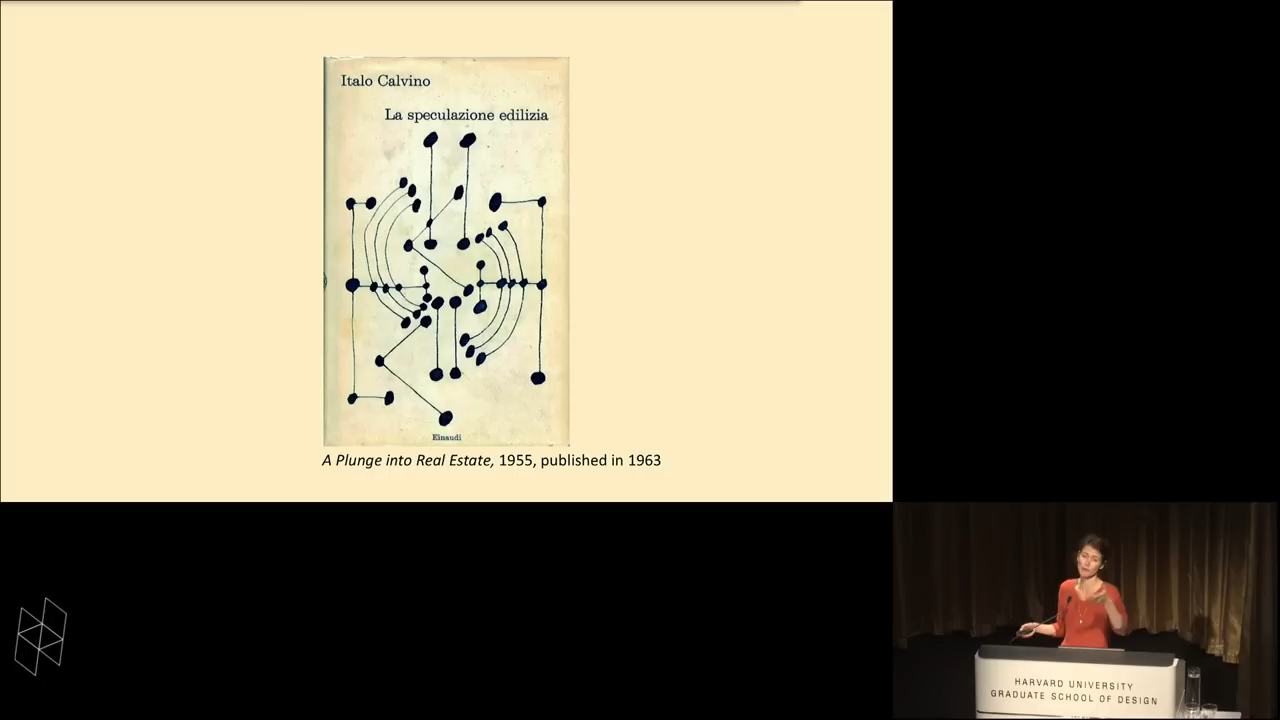 Italo Calvino
La speculazione edilizia
Einaudi
A Plunge into Real Estate, 1955, published in 1963
HARVARD UNIVERSITY
GRADUATE SCHOOL OF DESIGN